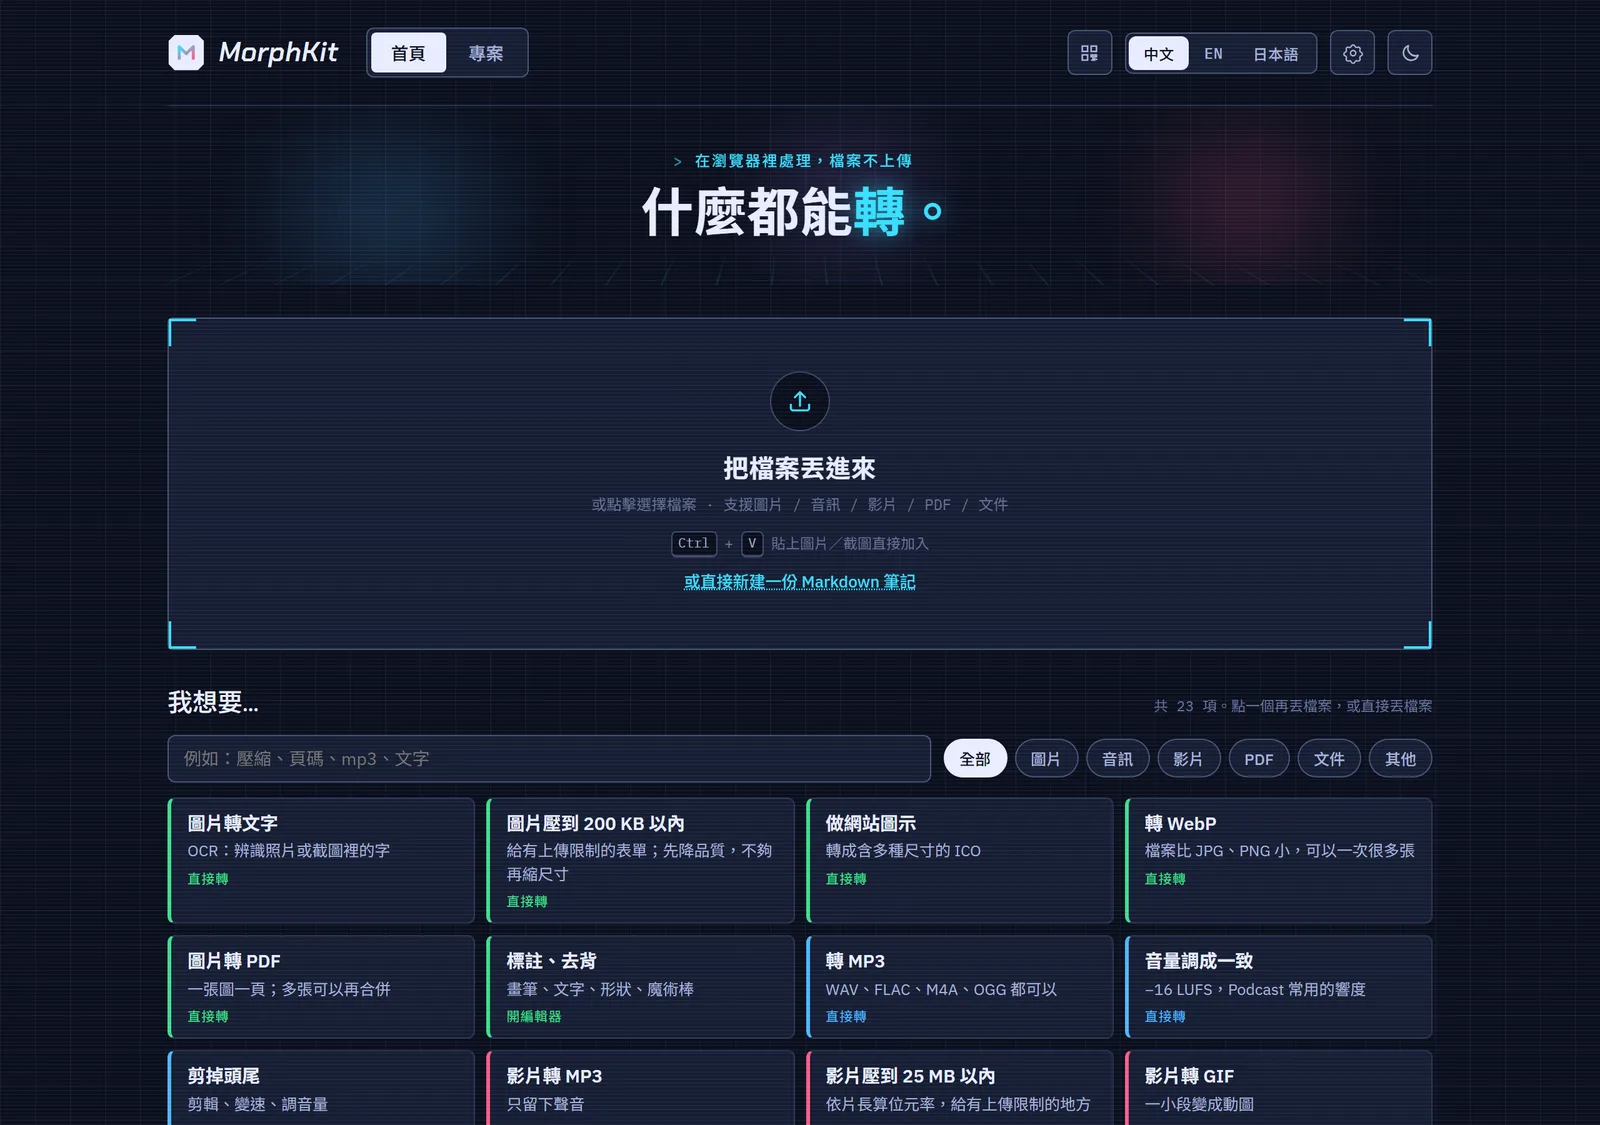 MorphKit
首頁 專案
中文 EN 日本語
> 在瀏覽器裡處理，檔案不上傳
什麼都能轉。
把檔案丟進來
或點擊選擇檔案 · 支援圖片 / 音訊 / 影片 / PDF / 文件
Ctrl + V 貼上圖片／截圖直接加入
或直接新建一份 Markdown 筆記
我想要…
共 23 項。點一個再丟檔案，或直接丟檔案
例如：壓縮、頁碼、mp3、文字
全部 圖片 音訊 影片 PDF 文件 其他
圖片轉文字
OCR：辨識照片或截圖裡的字
直接轉
圖片壓到 200 KB 以內
給有上傳限制的表單；先降品質，不夠
再縮尺寸
直接轉
做網站圖示
轉成含多種尺寸的 ICO
直接轉
轉 WebP
檔案比 JPG、PNG 小，可以一次很多張
直接轉
圖片轉 PDF
一張圖一頁；多張可以再合併
直接轉
標註、去背
畫筆、文字、形狀、魔術棒
開編輯器
轉 MP3
WAV、FLAC、M4A、OGG 都可以
直接轉
音量調成一致
−16 LUFS，Podcast 常用的響度
直接轉
剪掉頭尾
剪輯、變速、調音量
影片轉 MP3
只留下聲音
影片壓到 25 MB 以內
依片長算位元率，給有上傳限制的地方
影片轉 GIF
一小段變成動圖